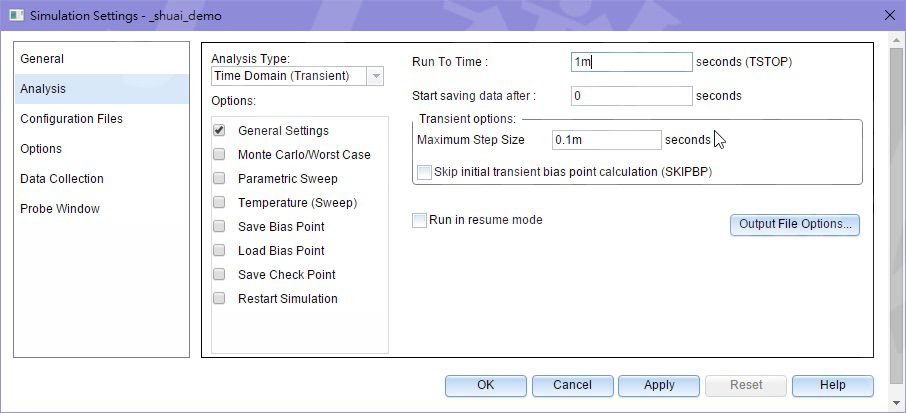 Simulation Settings - _shuai_demo
General
Analysis
Configuration Files
Options
Data Collection
Probe Window
Analysis Type:
Time Domain (Transient)
Options:
General Settings
Monte Carlo/Worst Case
Parametric Sweep
Temperature (Sweep)
Save Bias Point
Load Bias Point
Save Check Point
Restart Simulation
Run To Time : 1m seconds (TSTOP)
Start saving data after : 0 seconds
Transient options:
Maximum Step Size 0.1m seconds
Skip initial transient bias point calculation (SKIPBP)
Run in resume mode
Output File Options...
OK Cancel Apply Reset Help